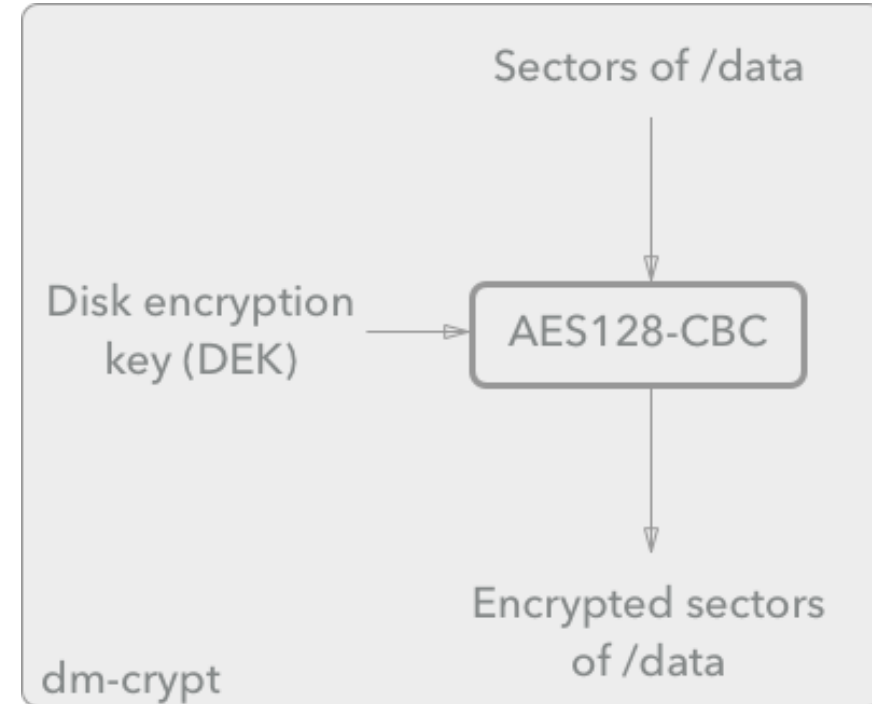 Sectors of /data
Disk encryption
key (DEK)
AES128-CBC
Encrypted sectors
of /data
dm-crypt